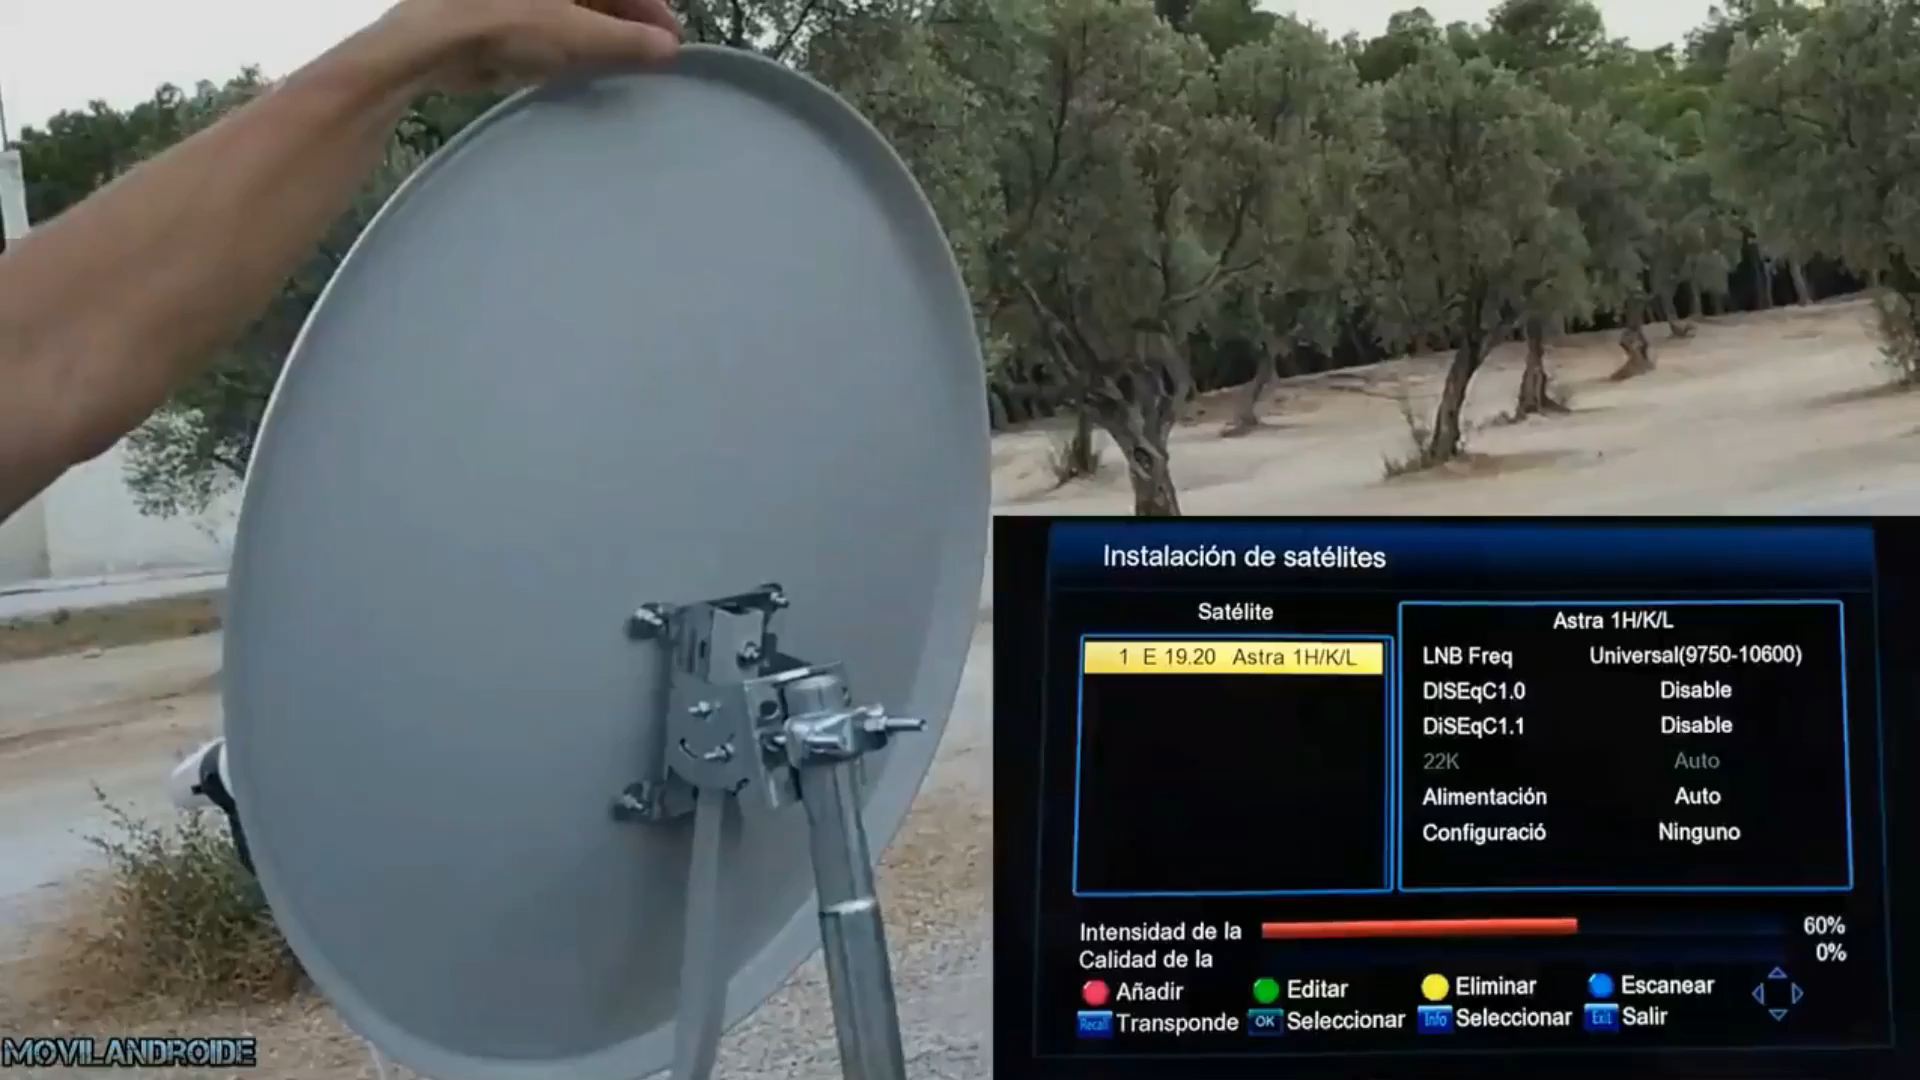 Instalación de satélites
Satélite
1 E 19.20 Astra 1H/K/L
Astra 1H/K/L
LNB Freq Universal(9750-10600)
DISEqC1.0 Disable
DiSEqC1.1 Disable
22K Auto
Alimentación Auto
Configuració Ninguno
Intensidad de la 60%
Calidad de la 0%
Añadir Editar Eliminar Escanear
Recall Transponde OK Seleccionar Info Seleccionar Exit Salir
MOVILANDROIDE